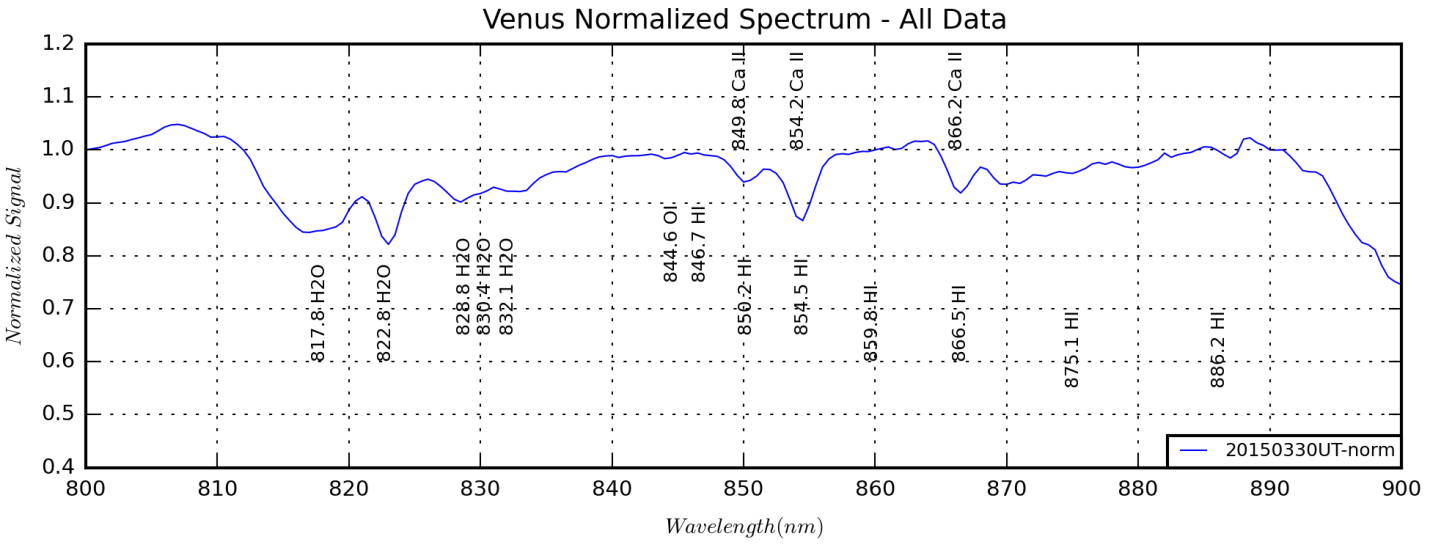 Venus Normalized Spectrum - All Data
1.2
1.1
1.0
0.9
0.8
0.7
0.6
0.5
0.4
Normalized Signal
849.8 Ca II
854.2 Ca II
866.2 Ca II
844.6 OI
846.7 HI
817.8 H2O
822.8 H2O
828.8 H2O
830.4 H2O
832.1 H2O
850.2 HI
854.5 HI
859.8 HI
866.5 HI
875.1 HI
886.2 HI
20150330UT-norm
800 810 820 830 840 850 860 870 880 890 900
Wavelength(nm)